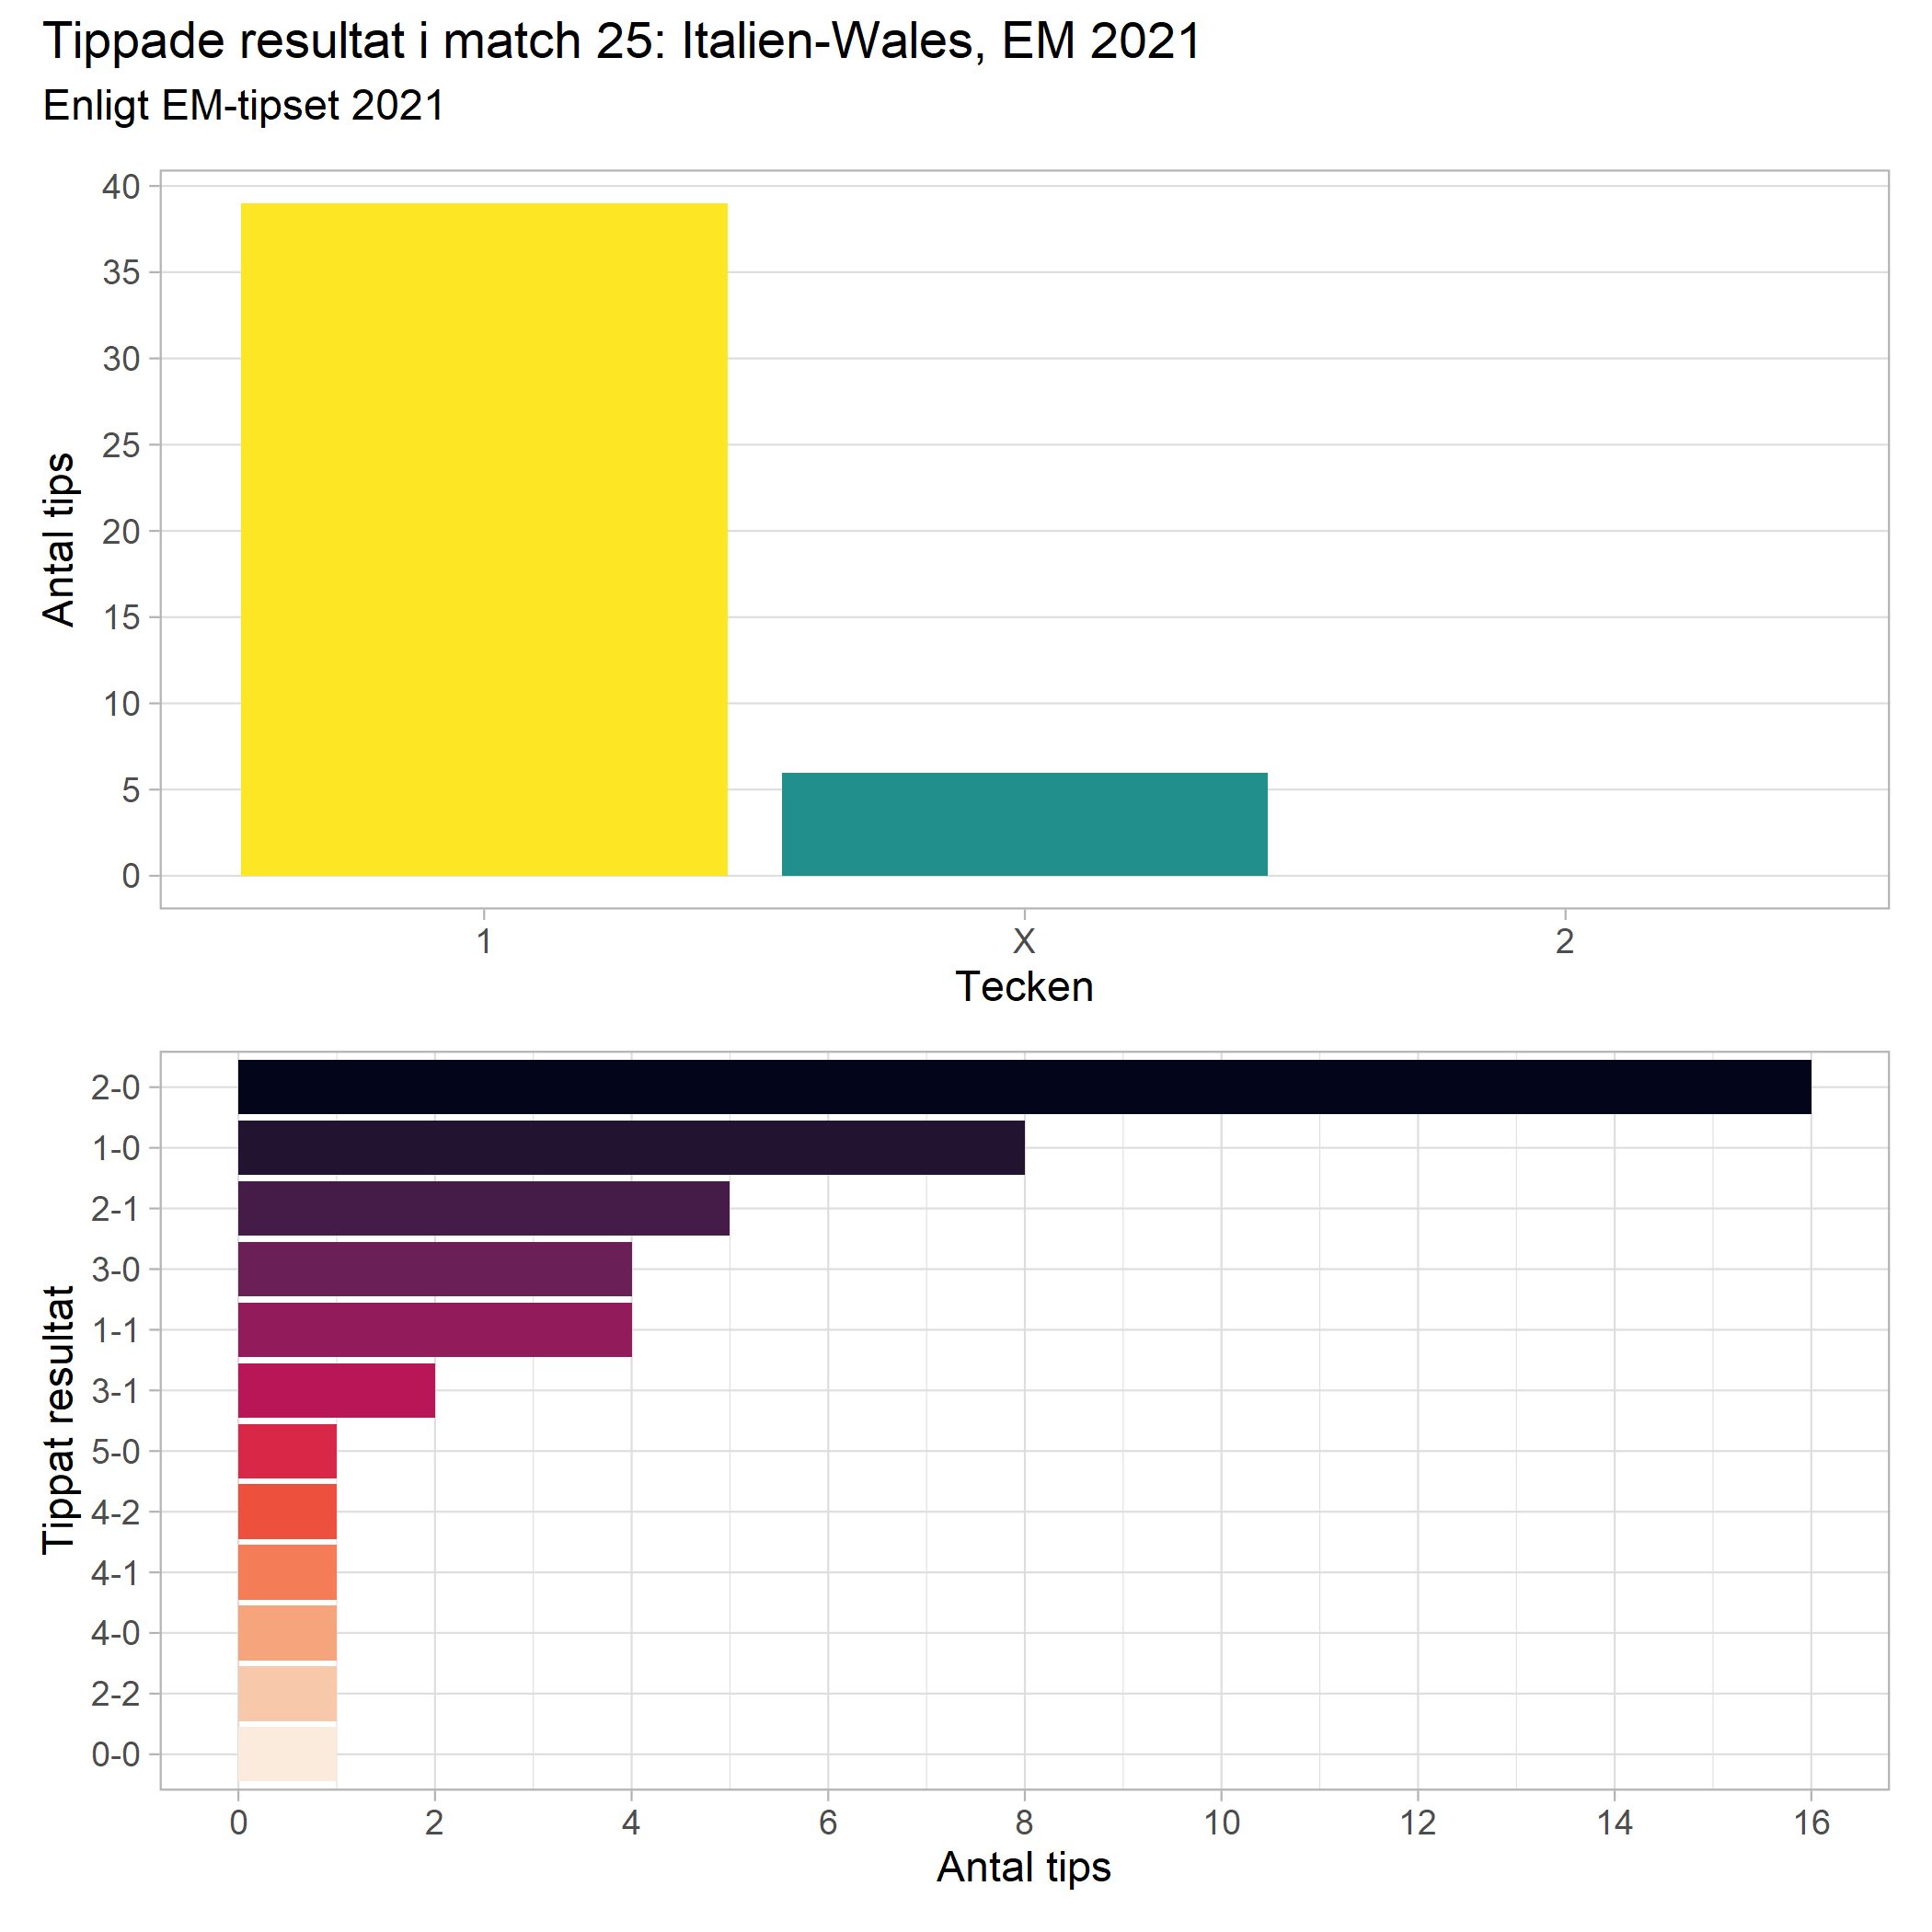 Tippade resultat i match 25: Italien-Wales, EM 2021
Enligt EM-tipset 2021
Antal tips
40
35
30
25
20
15
10
5
0
1 X 2
Tecken
Tippat resultat
2-0
1-0
2-1
3-0
1-1
3-1
5-0
4-2
4-1
4-0
2-2
0-0
0 2 4 6 8 10 12 14 16
Antal tips